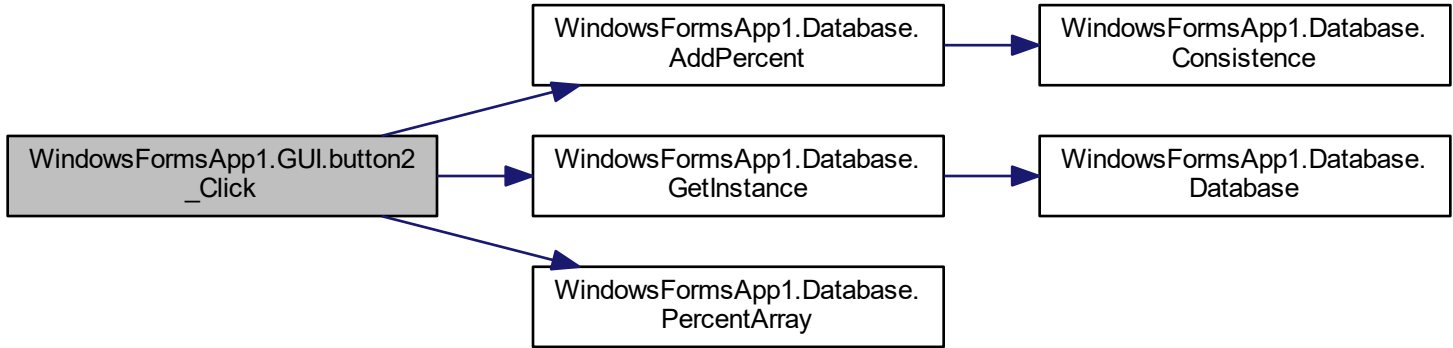 WindowsFormsApp1.GUI.button2
_Click
WindowsFormsApp1.Database.
AddPercent
WindowsFormsApp1.Database.
Consistence
WindowsFormsApp1.Database.
GetInstance
WindowsFormsApp1.Database.
Database
WindowsFormsApp1.Database.
PercentArray